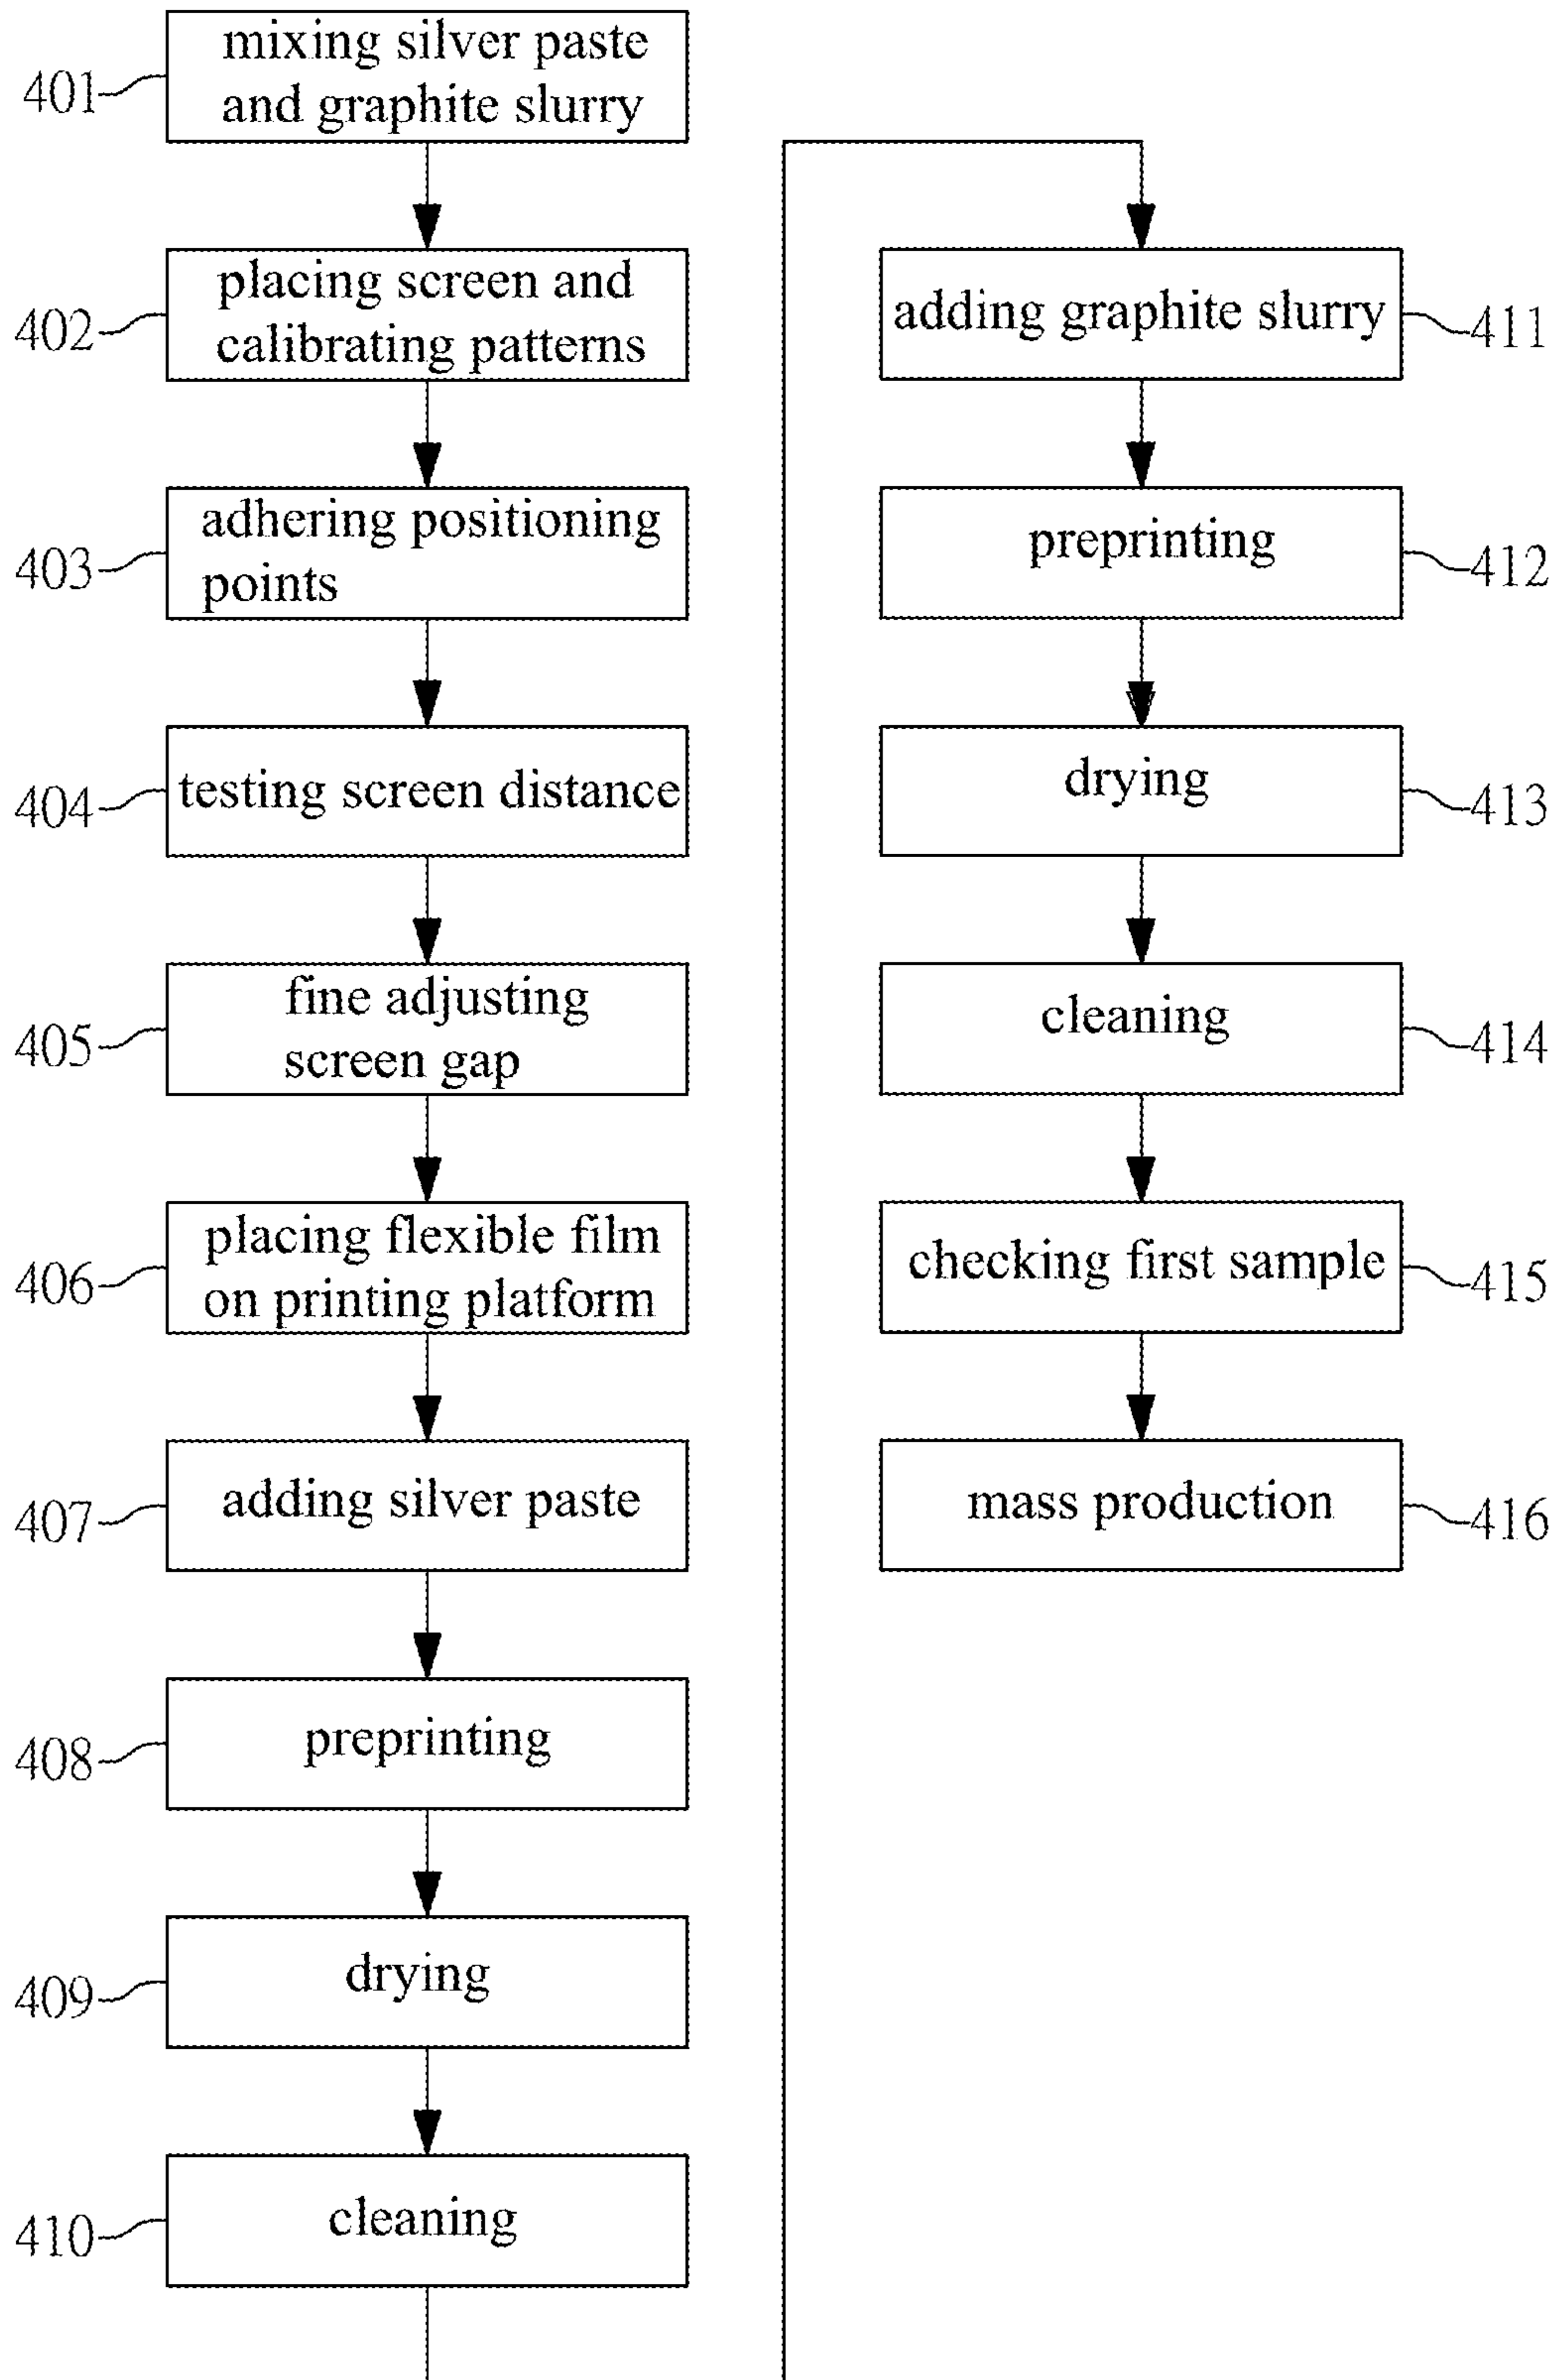 401
mixing silver paste
and graphite slurry
402
placing screen and
calibrating patterns
403
adhering positioning
points
404
testing screen distance
405
fine adjusting
screen gap
406
placing flexible film
on printing platform
407
adding silver paste
408
preprinting
409
drying
410
cleaning
adding graphite slurry
411
preprinting
412
drying
413
cleaning
414
checking first sample
415
mass production
416